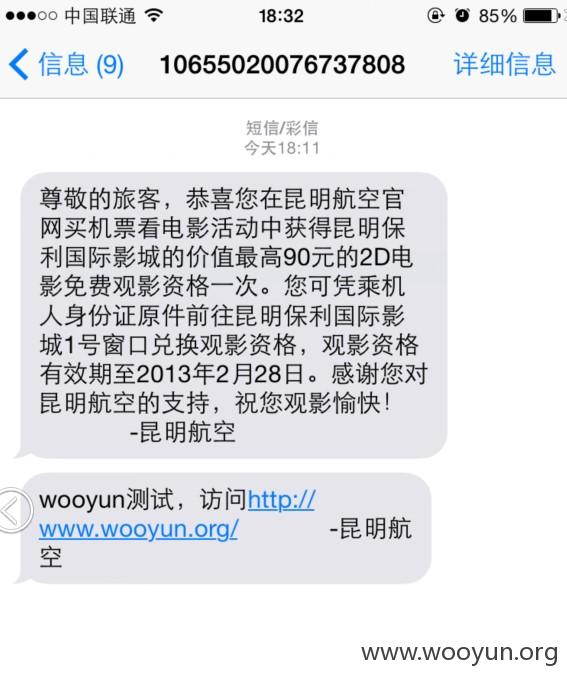 中国联通 18:32 85%
信息 (9) 10655020076737808 详细信息
短信/彩信
今天18:11
尊敬的旅客，恭喜您在昆明航空官
网买机票看电影活动中获得昆明保
利国际影城的价值最高90元的2D电
影免费观影资格一次。您可凭乘机
人身份证原件前往昆明保利国际影
城1号窗口兑换观影资格，观影资格
有效期至2013年2月28日。感谢您对
昆明航空的支持，祝您观影愉快！
-昆明航空
wooyun测试，访问http://
www.wooyun.org/ -昆明航
空
www.wooyun.org